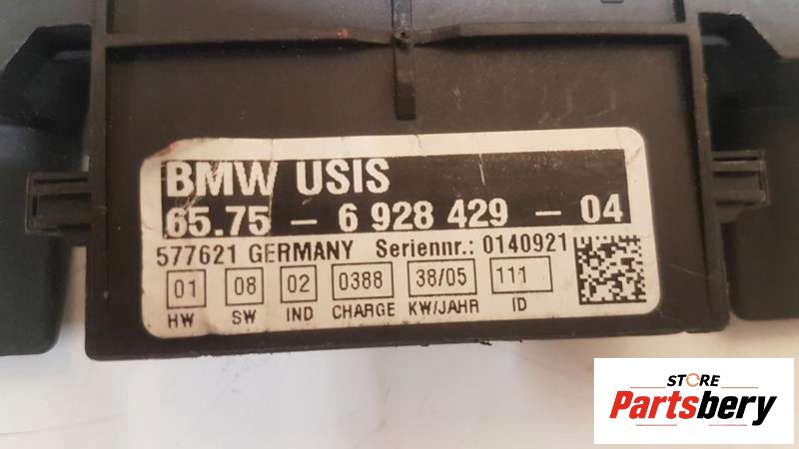 BMW USIS
65.75 - 6 928 429 - 04
577621 GERMANY Seriennr.: 0140921
01 08 02 0388 38/05 111
HW SW IND CHARGE KW/JAHR ID
STORE
Partsbery